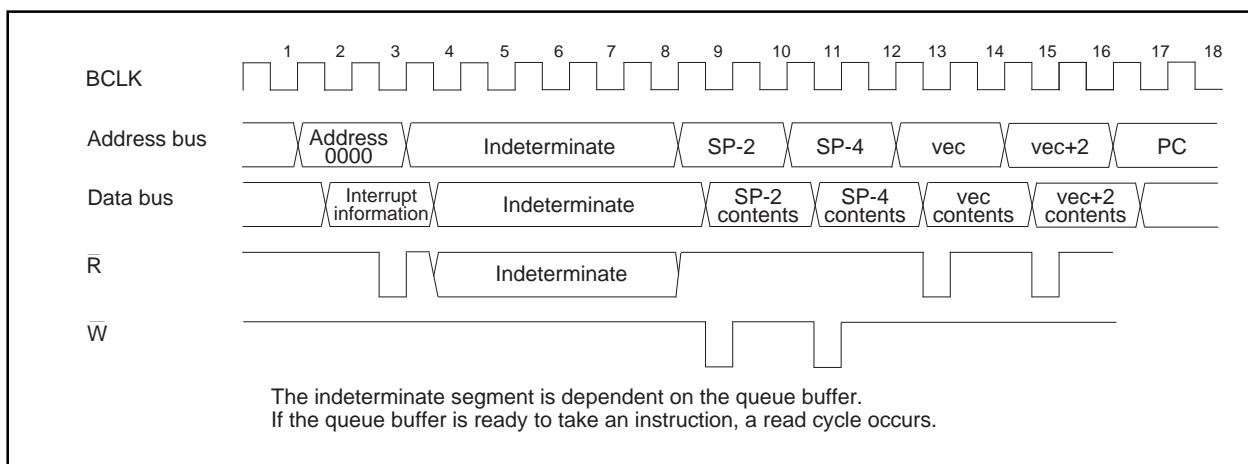 1 2 3 4 5 6 7 8 9 10 11 12 13 14 15 16 17 18
BCLK
Address bus
Address
0000
Indeterminate
SP-2
SP-4
vec
vec+2
PC
Data bus
Interrupt
information
Indeterminate
SP-2
contents
SP-4
contents
vec
contents
vec+2
contents
R̅
Indeterminate
W̅
The indeterminate segment is dependent on the queue buffer.
If the queue buffer is ready to take an instruction, a read cycle occurs.